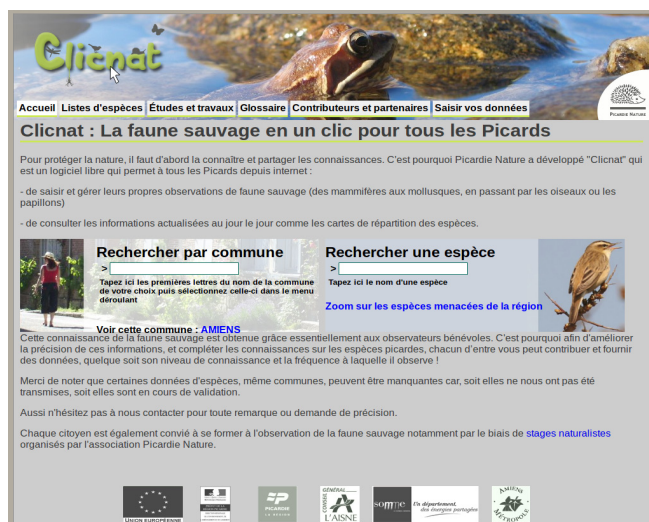 Clicnat
PICARDIE NATURE
Accueil Listes d'espèces Études et travaux Glossaire Contributeurs et partenaires Saisir vos données
Clicnat : La faune sauvage en un clic pour tous les Picards
Pour protéger la nature, il faut d'abord la connaître et partager les connaissances. C'est pourquoi Picardie Nature a développé "Clicnat" qui
est un logiciel libre qui permet à tous les Picards depuis internet :
- de saisir et gérer leurs propres observations de faune sauvage (des mammifères aux mollusques, en passant par les oiseaux ou les
papillons)
- de consulter les informations actualisées au jour le jour comme les cartes de répartition des espèces.
Rechercher par commune
>
Tapez ici les premières lettres du nom de la commune
de votre choix puis sélectionnez celle-ci dans le menu
déroulant
Voir cette commune : AMIENS
Rechercher une espèce
>
Tapez ici le nom d'une espèce
Zoom sur les espèces menacées de la région
Cette connaissance de la faune sauvage est obtenue grâce essentiellement aux observateurs bénévoles. C'est pourquoi afin d'améliorer
la précision de ces informations, et compléter les connaissances sur les espèces picardes, chacun d'entre vous peut contribuer et fournir
des données, quelque soit son niveau de connaissance et la fréquence à laquelle il observe !
Merci de noter que certaines données d'espèces, même communes, peuvent être manquantes car, soit elles ne nous ont pas été
transmises, soit elles sont en cours de validation.
Aussi n'hésitez pas à nous contacter pour toute remarque ou demande de précision.
Chaque citoyen est également convié à se former à l'observation de la faune sauvage notamment par le biais de stages naturalistes
organisés par l'association Picardie Nature.
UNION EUROPÉENNE
PICARDIE
LA RÉGION
CONSEIL GÉNÉRAL
L'AISNE
somme
Un département,
des énergies partagées
AMIENS
MÉTROPOLE